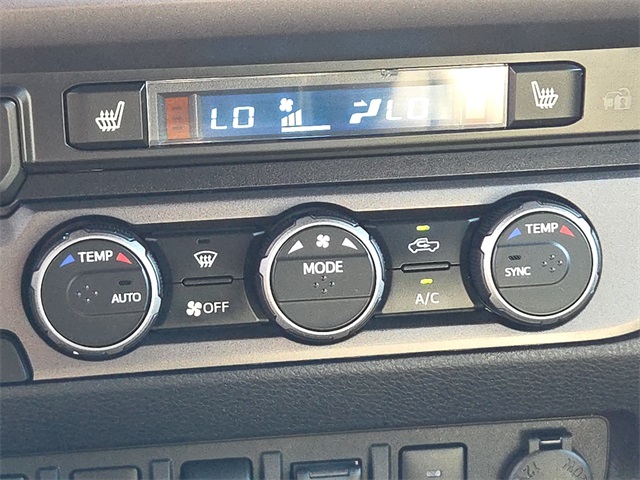 LO LO
TEMP
AUTO
OFF
MODE
A/C
TEMP
SYNC